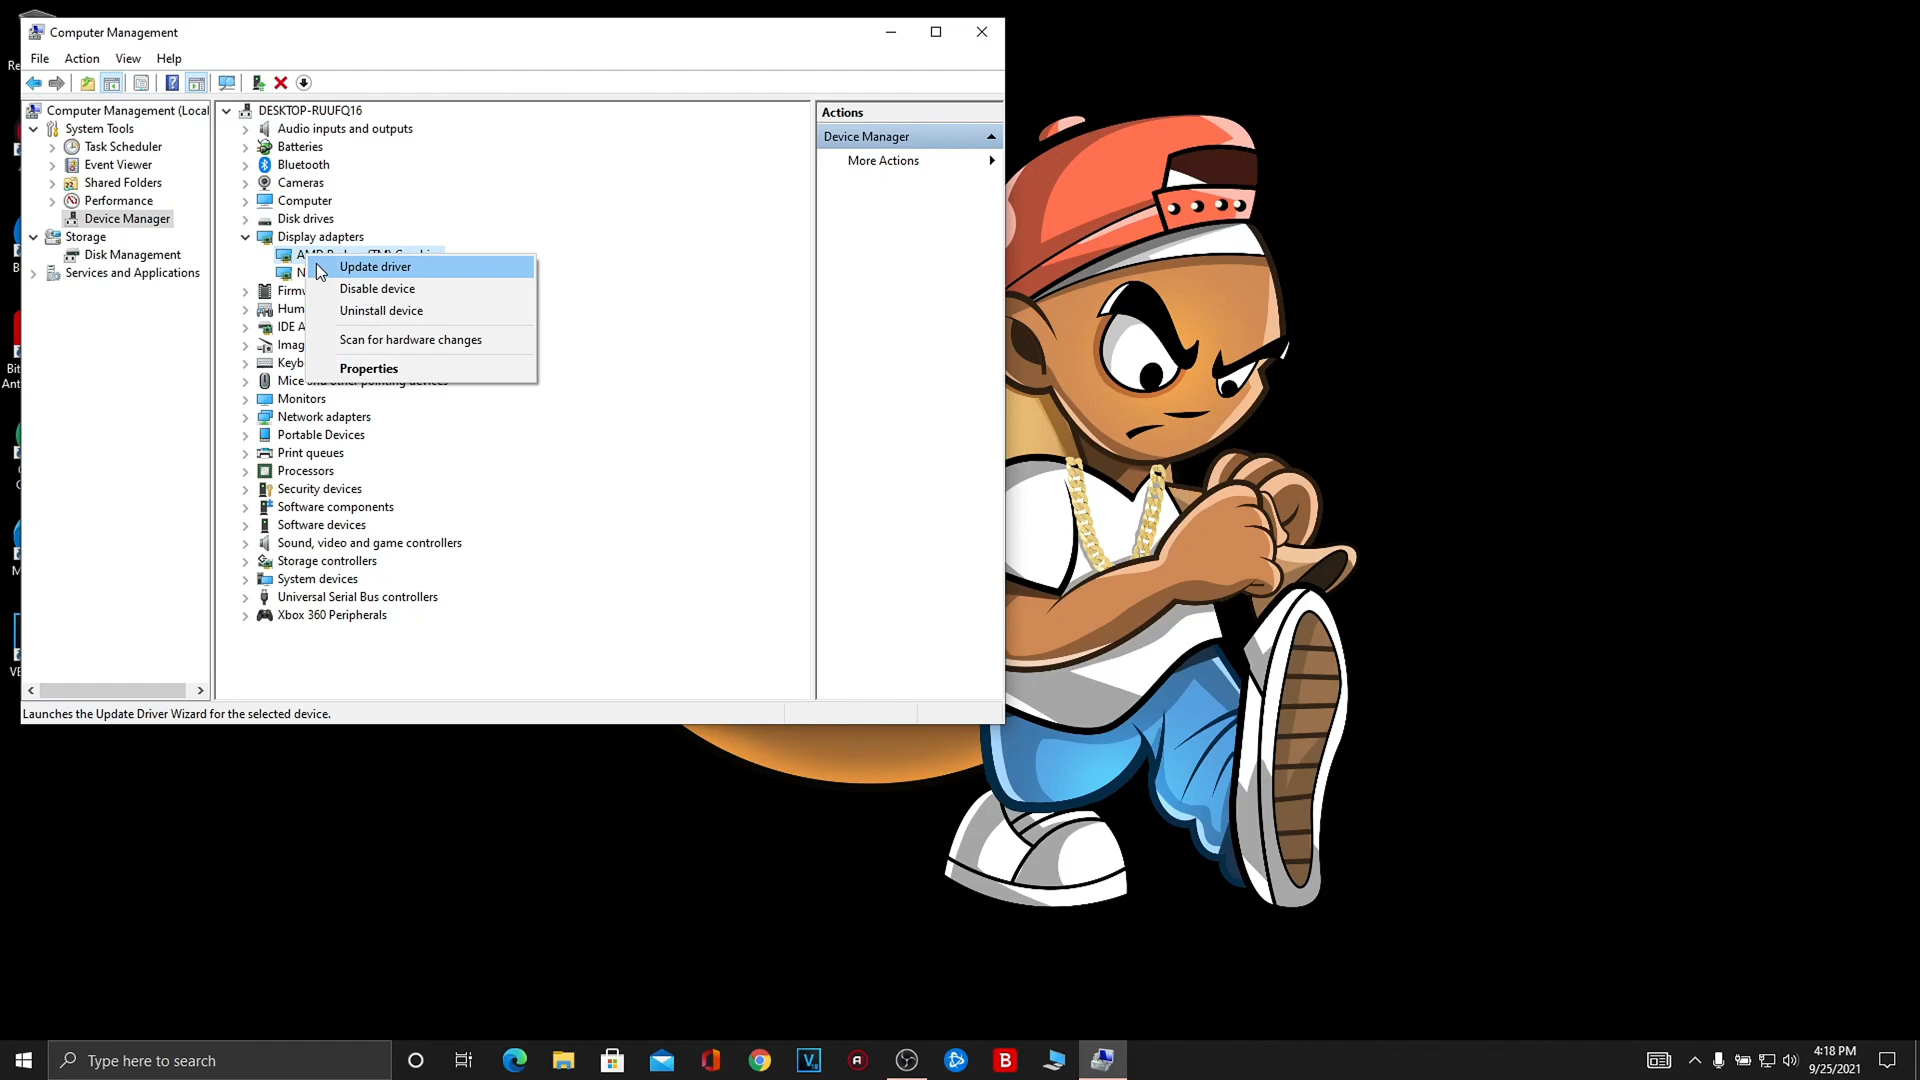 Computer Management
File Action View Help
Computer Management (Local
System Tools
Task Scheduler
Event Viewer
Shared Folders
Performance
Device Manager
Storage
Disk Management
Services and Applications
DESKTOP-RUUFQ16
Audio inputs and outputs
Batteries
Bluetooth
Cameras
Computer
Disk drives
Display adapters
Update driver
Disable device
Uninstall device
Scan for hardware changes
Properties
Monitors
Network adapters
Portable Devices
Print queues
Processors
Security devices
Software components
Software devices
Sound, video and game controllers
Storage controllers
System devices
Universal Serial Bus controllers
Xbox 360 Peripherals
Actions
Device Manager
More Actions
Launches the Update Driver Wizard for the selected device.
Type here to search
4:18 PM
9/25/2021